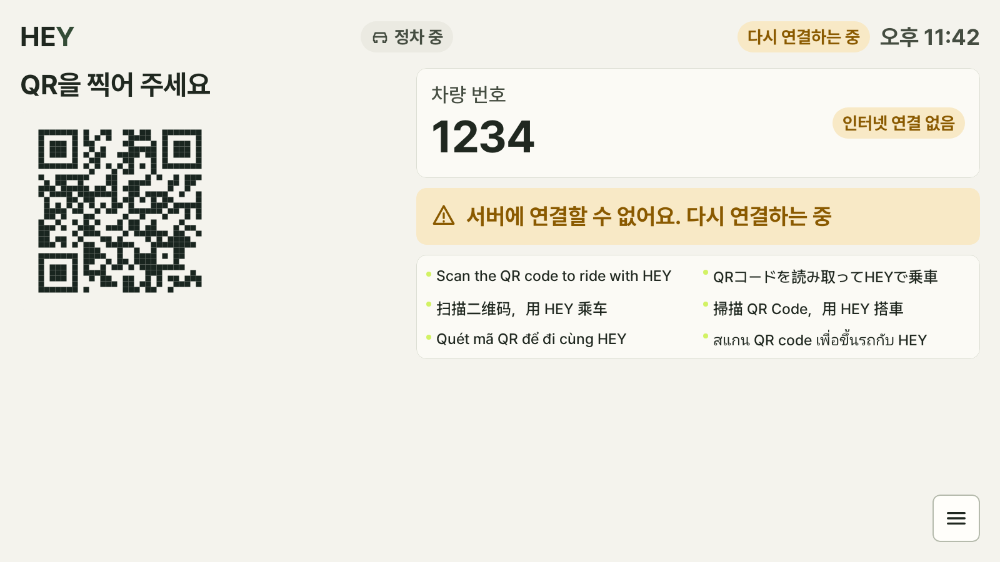 HEY
정차 중
다시 연결하는 중
오후 11:42
QR을 찍어 주세요
차량 번호
1234
인터넷 연결 없음
서버에 연결할 수 없어요. 다시 연결하는 중
Scan the QR code to ride with HEY
QRコードを読み取ってHEYで乗車
扫描二维码，用 HEY 乘车
掃描 QR Code，用 HEY 搭車
Quét mã QR để đi cùng HEY
สแกน QR code เพื่อขึ้นรถกับ HEY